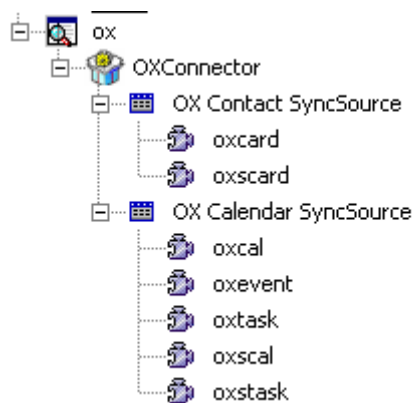 ox
OXConnector
OX Contact SyncSource
oxcard
oxscard
OX Calendar SyncSource
oxcal
oxevent
oxtask
oxscal
oxstask